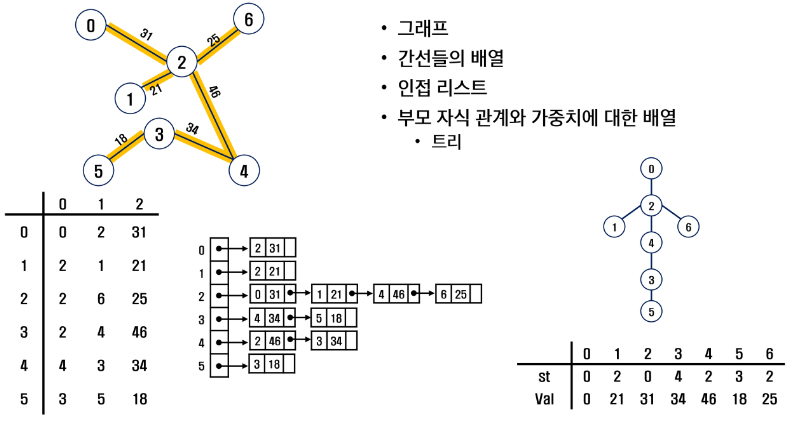 0
6
31
25
2
1
21
46
3
34
18
5
4
• 그래프
• 간선들의 배열
• 인접 리스트
• 부모 자식 관계와 가중치에 대한 배열
• 트리
0
2
1
6
4
3
5
0 1 2
0 0 2 31
1 2 1 21
2 2 6 25
3 2 4 46
4 4 3 34
5 3 5 18
0 2 31
1 2 21
2 0 31 1 21 4 46 6 25
3 4 34 5 18
4 2 46 3 34
5 3 18
0 1 2 3 4 5 6
st 0 2 0 4 2 3 2
Val 0 21 31 34 46 18 25